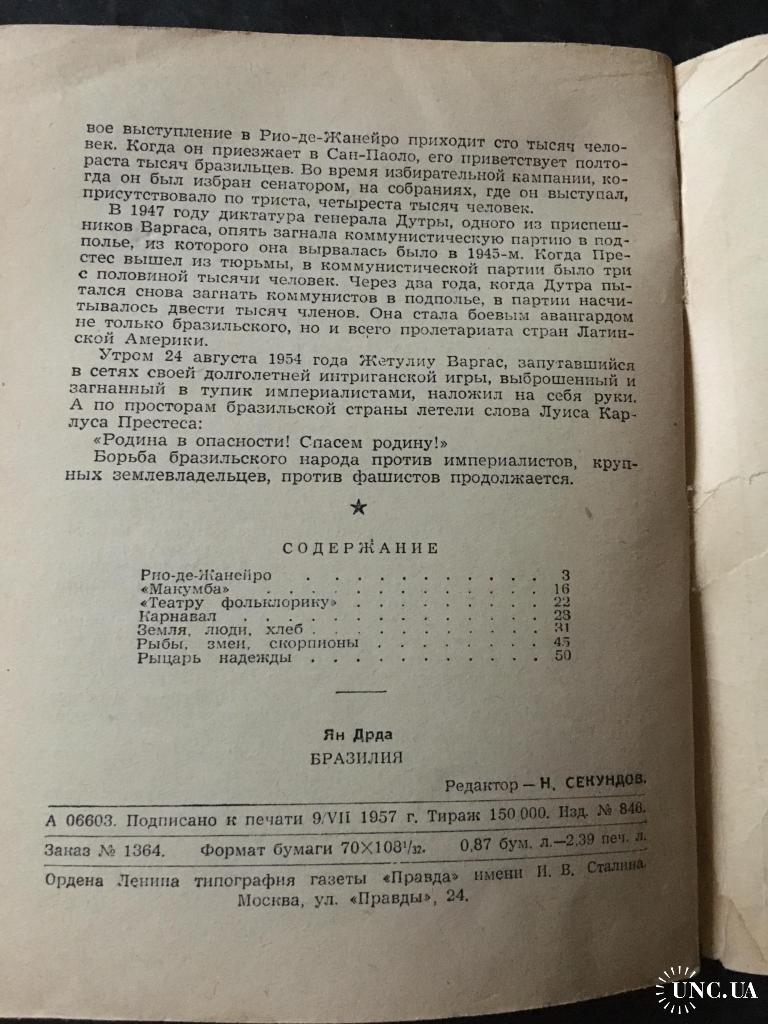 вое выступление в Рио-де-Жанейро приходит сто тысяч чело-
век. Когда он приезжает в Сан-Паоло, его приветствует полто-
раста тысяч бразильцев. Во время избирательной кампании, ко-
гда он был избран сенатором, на собраниях, где он выступал,
присутствовало по триста, четыреста тысяч человек.
В 1947 году диктатура генерала Дутры, одного из приспеш-
ников Варгаса, опять загнала коммунистическую партию в под-
полье, из которого она вырвалась было в 1945-м. Когда Пре-
стес вышел из тюрьмы, в коммунистической партии было три
с половиной тысячи человек. Через два года, когда Дутра пы-
тался снова загнать коммунистов в подполье, в партии насчи-
тывалось двести тысяч членов. Она стала боевым авангардом
не только бразильского, но и всего пролетариата стран Латин-
ской Америки.
Утром 24 августа 1954 года Жетулиу Варгас, запутавшийся
в сетях своей долголетней интриганской игры, выброшенный и
загнанный в тупик империалистами, наложил на себя руки.
А по просторам бразильской страны летели слова Луиса Кар-
луса Престеса:
«Родина в опасности! Спасем родину!»
Борьба бразильского народа против империалистов, круп-
ных землевладельцев, против фашистов продолжается.
СОДЕРЖАНИЕ
Рио-де-Жанейро . . . . . . . . . . . 3
«Макумба» . . . . . . . . . . . . 16
«Театру фольклорику» . . . . . . . . . 22
Карнавал . . . . . . . . . . . . . 23
Земля, люди, хлеб . . . . . . . . . . 31
Рыбы, змеи, скорпионы . . . . . . . . 45
Рыцарь надежды . . . . . . . . . . 50
Ян Дрда
БРАЗИЛИЯ
Редактор — Н. СЕКУНДОВ.
А 06603. Подписано к печати 9/VII 1957 г. Тираж 150 000. Изд. № 846.
Заказ № 1364. Формат бумаги 70×108¹/₃₂. 0,87 бум. л.—2,39 печ. л.
Ордена Ленина типография газеты «Правда» имени И. В. Сталина.
Москва, ул. «Правды», 24.
UNC.UA